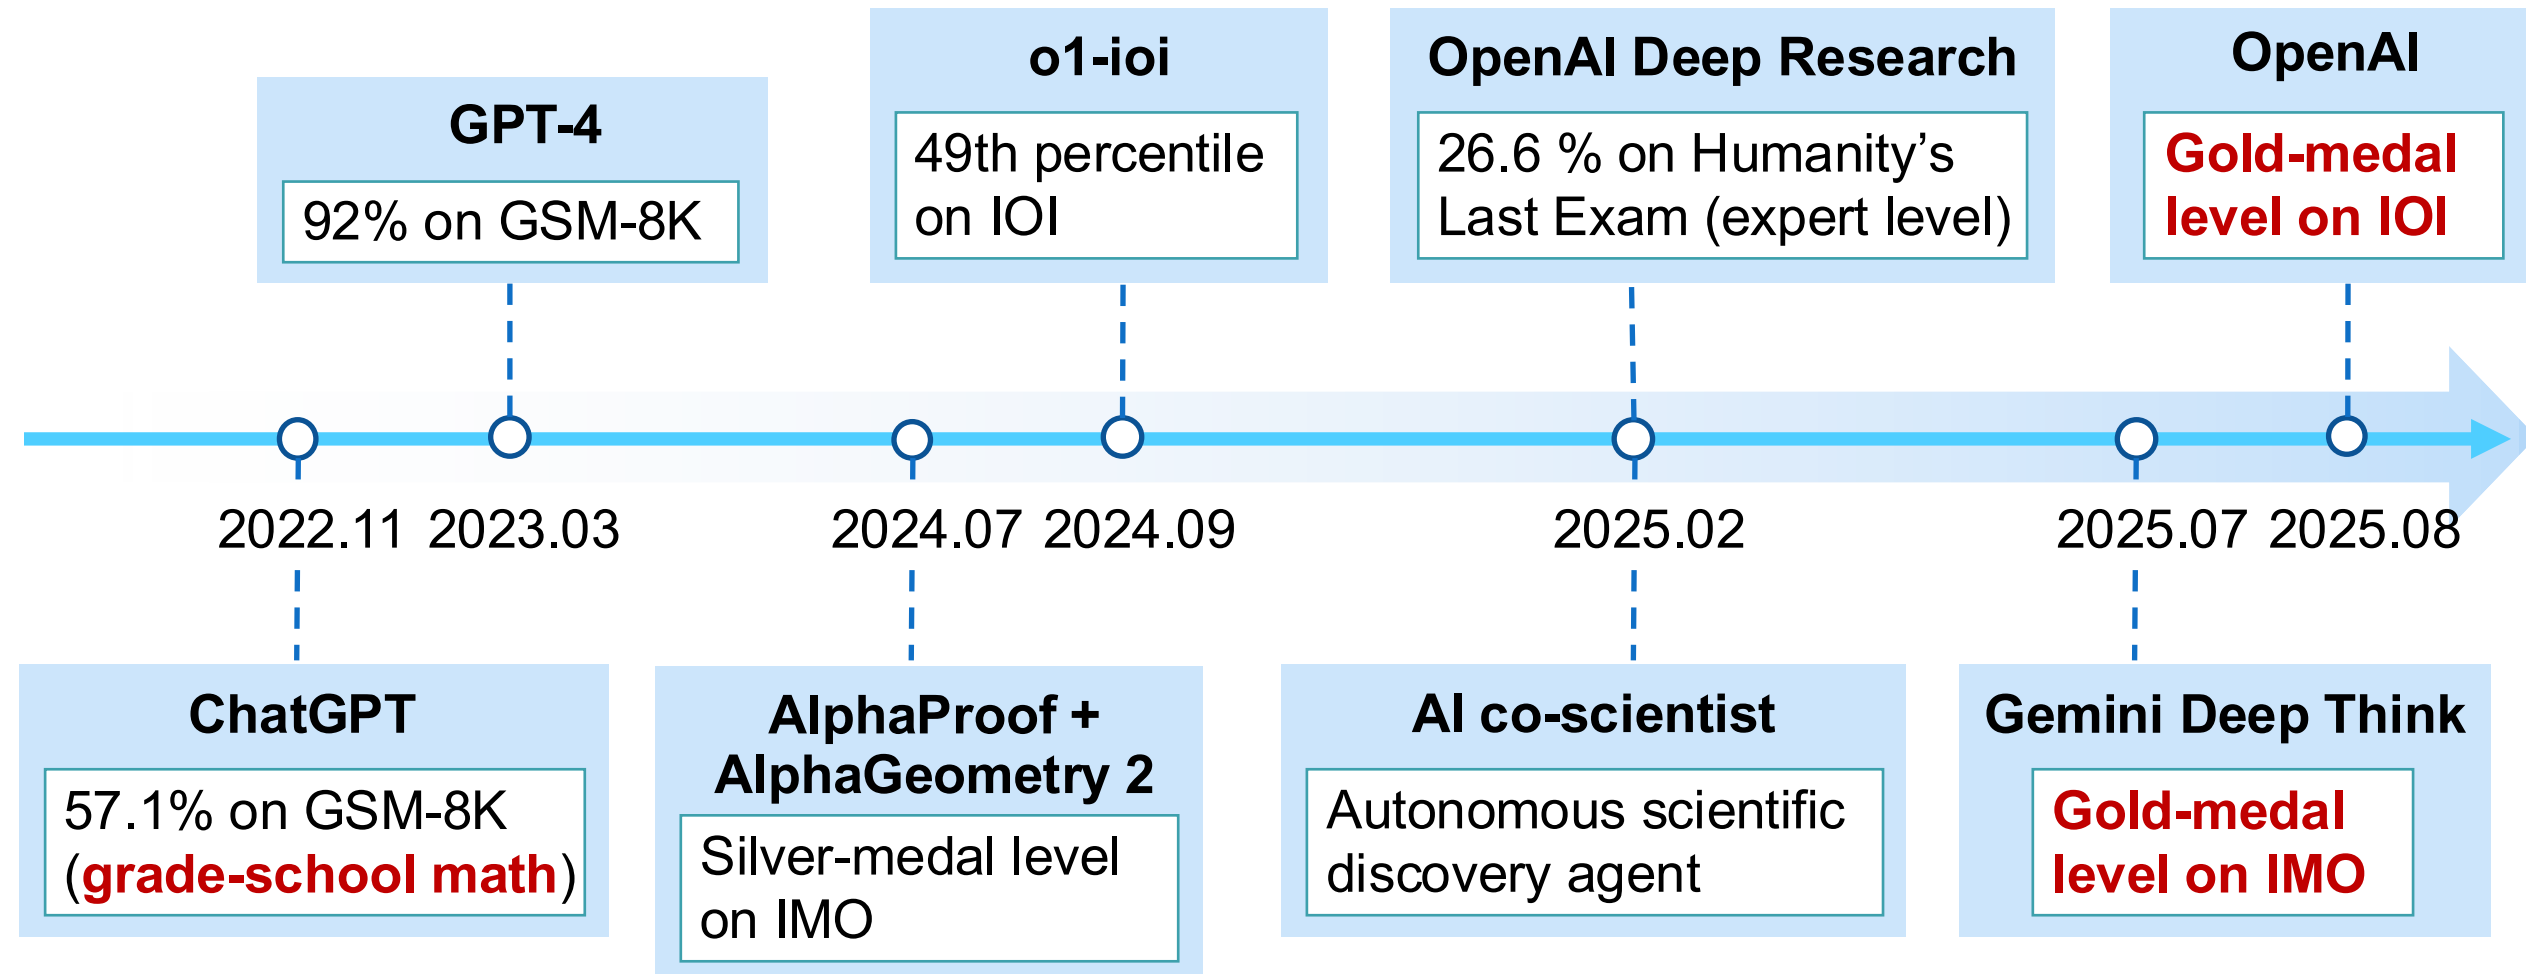 GPT-4
92% on GSM-8K
o1-ioi
49th percentile
on IOI
OpenAI Deep Research
26.6 % on Humanity’s
Last Exam (expert level)
OpenAI
Gold-medal
level on IOI
2022.11
2023.03
2024.07
2024.09
2025.02
2025.07
2025.08
ChatGPT
57.1% on GSM-8K
(grade-school math)
AlphaProof +
AlphaGeometry 2
Silver-medal level
on IMO
AI co-scientist
Autonomous scientific
discovery agent
Gemini Deep Think
Gold-medal
level on IMO